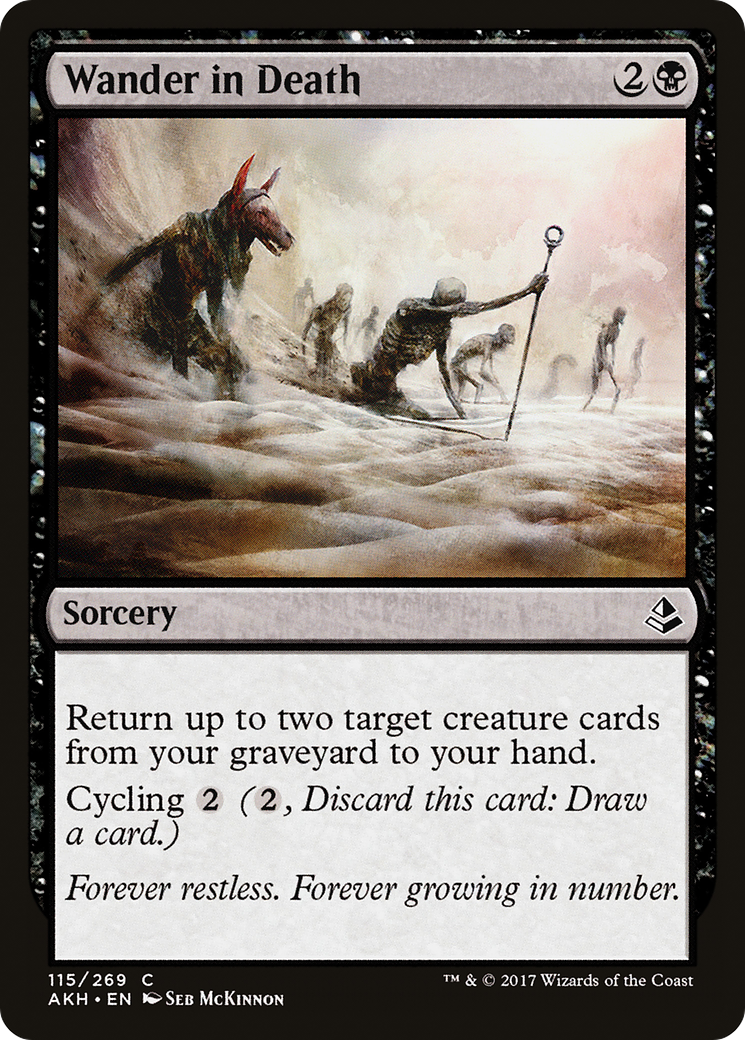 Wander in Death 2
Sorcery
Return up to two target creature cards
from your graveyard to your hand.
Cycling 2 (2, Discard this card: Draw
a card.)
Forever restless. Forever growing in number.
115/269 C
™ & © 2017 Wizards of the Coast
AKH • EN Seb McKinnon